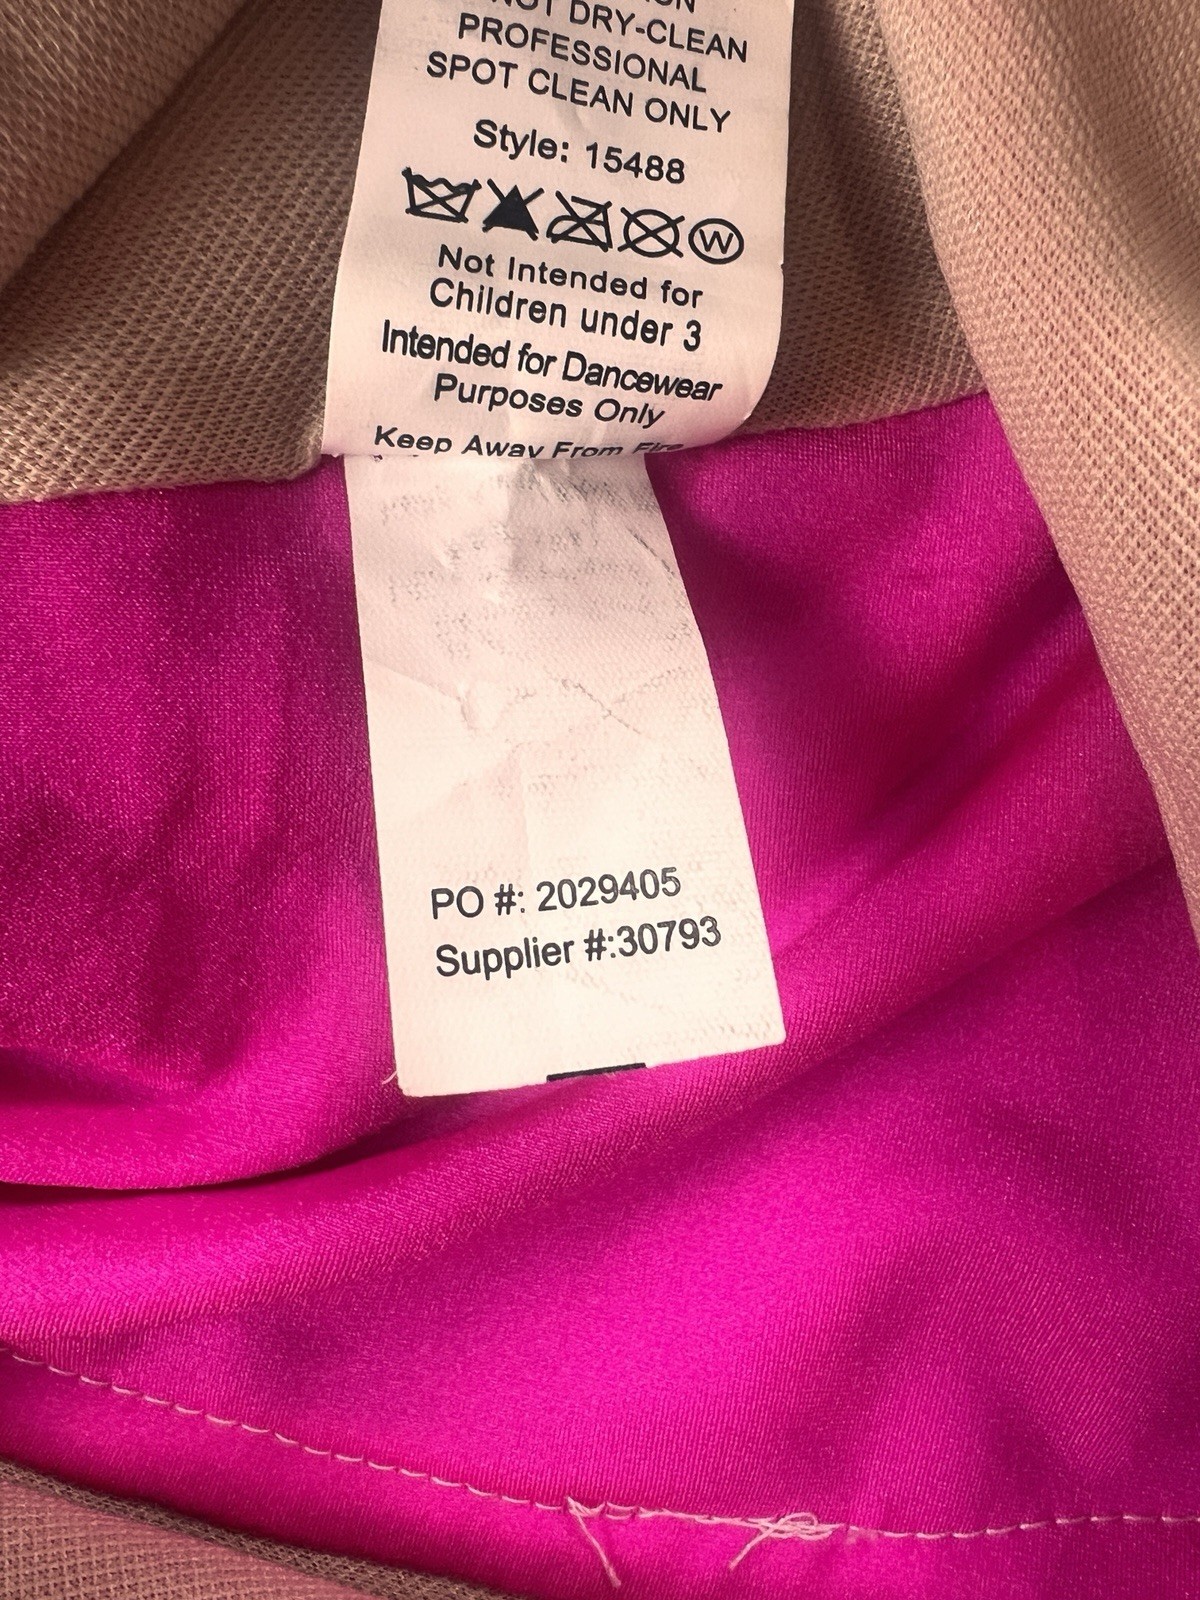 NOT DRY-CLEAN
PROFESSIONAL
SPOT CLEAN ONLY
Style: 15488
W
Not Intended for
Children under 3
Intended for Dancewear
Purposes Only
Keep Away From Fire
PO #: 2029405
Supplier #:30793